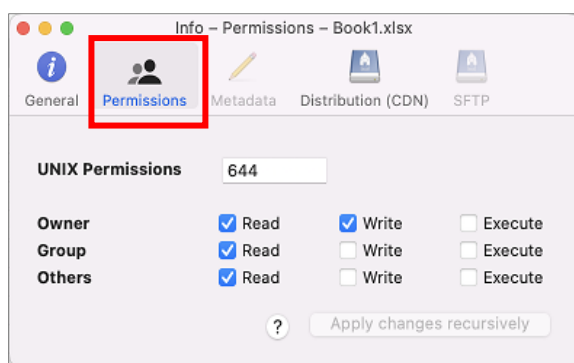 Info – Permissions – Book1.xlsx
General Permissions Metadata Distribution (CDN) SFTP
UNIX Permissions 644
Owner Read Write Execute
Group Read Write Execute
Others Read Write Execute
? Apply changes recursively